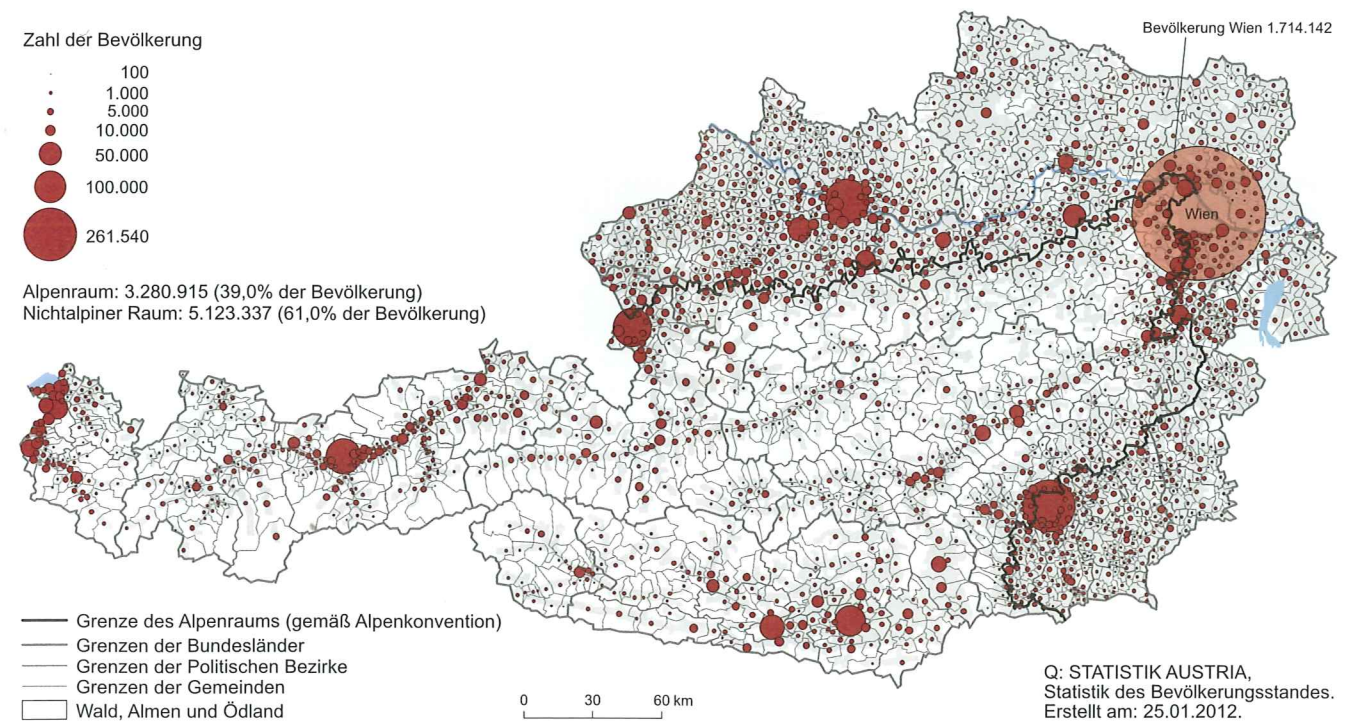 Zahl der Bevölkerung
100
1.000
5.000
10.000
50.000
100.000
261.540
Alpenraum: 3.280.915 (39,0% der Bevölkerung)
Nichtalpiner Raum: 5.123.337 (61,0% der Bevölkerung)
Bevölkerung Wien 1.714.142
Wien
Grenze des Alpenraums (gemäß Alpenkonvention)
Grenzen der Bundesländer
Grenzen der Politischen Bezirke
Grenzen der Gemeinden
Wald, Almen und Ödland
0 30 60 km
Q: STATISTIK AUSTRIA,
Statistik des Bevölkerungsstandes.
Erstellt am: 25.01.2012.